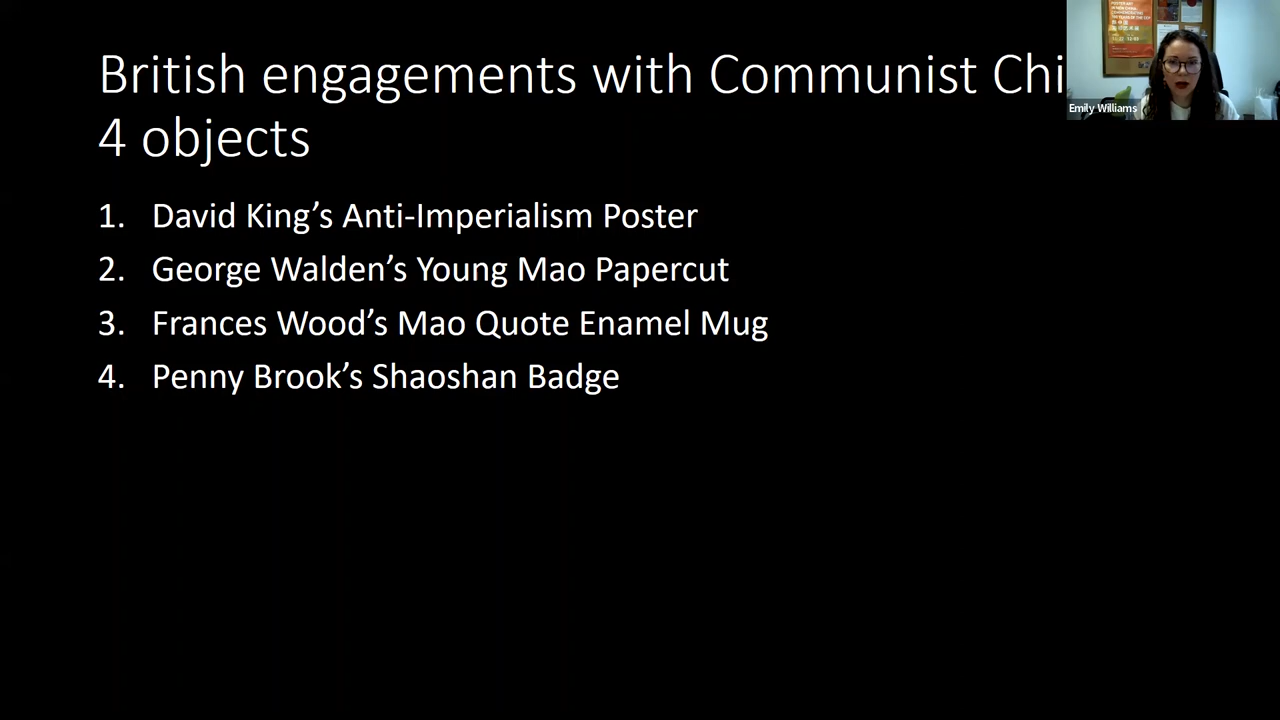 British engagements with Communist Chi
4 objects
1. David King's Anti-Imperialism Poster
2. George Walden's Young Mao Papercut
3. Frances Wood's Mao Quote Enamel Mug
4. Penny Brook's Shaoshan Badge
Emily Williams